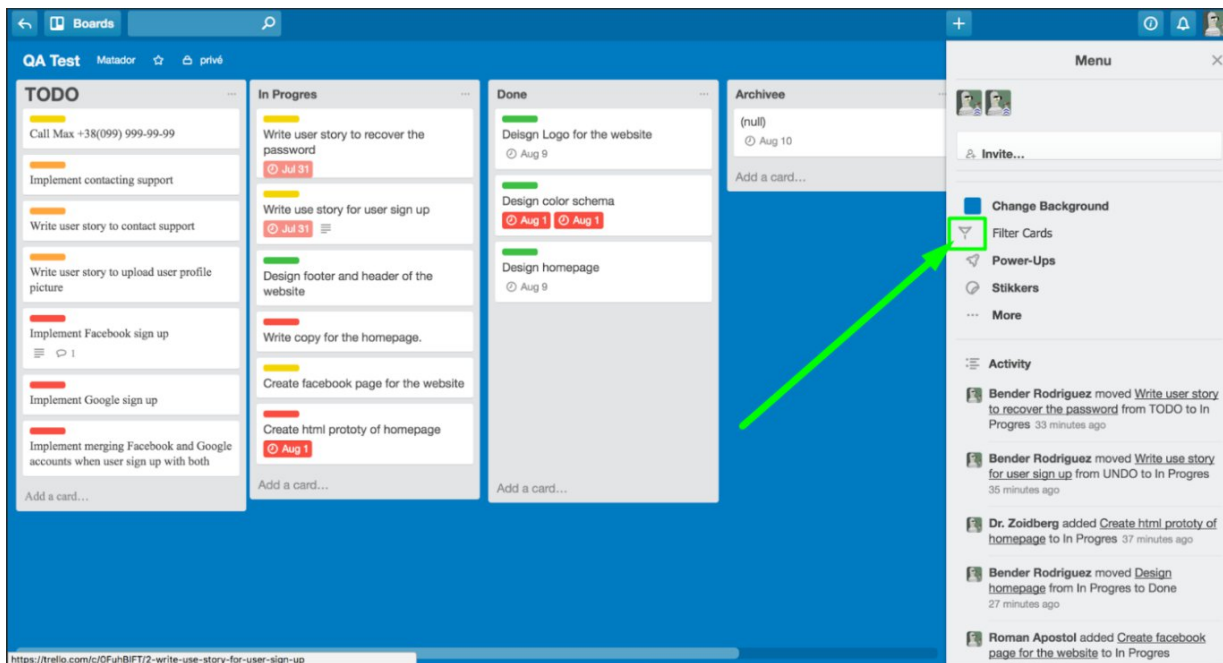 Boards
QA Test Matador privé
TODO
Call Max +38(099) 999-99-99
Implement contacting support
Write user story to contact support
Write user story to upload user profile
picture
Implement Facebook sign up
1
Implement Google sign up
Implement merging Facebook and Google
accounts when user sign up with both
Add a card...
In Progres
Write user story to recover the
password
Jul 31
Write use story for user sign up
Jul 31
Design footer and header of the
website
Write copy for the homepage.
Create facebook page for the website
Create html prototy of homepage
Aug 1
Add a card...
Done
Deisgn Logo for the website
Aug 9
Design color schema
Aug 1 Aug 1
Design homepage
Aug 9
Add a card...
Archivee
(null)
Aug 10
Add a card...
Menu
Invite...
Change Background
Filter Cards
Power-Ups
Stikkers
More
Activity
Bender Rodriguez moved Write user story
to recover the password from TODO to In
Progres 33 minutes ago
Bender Rodriguez moved Write use story
for user sign up from UNDO to In Progres
35 minutes ago
Dr. Zoidberg added Create html prototy of
homepage to In Progres 37 minutes ago
Bender Rodriguez moved Design
homepage from In Progres to Done
27 minutes ago
Roman Apostol added Create facebook
page for the website to In Progres
https://trello.com/c/0FuhBlFT/2-write-use-story-for-user-sign-up